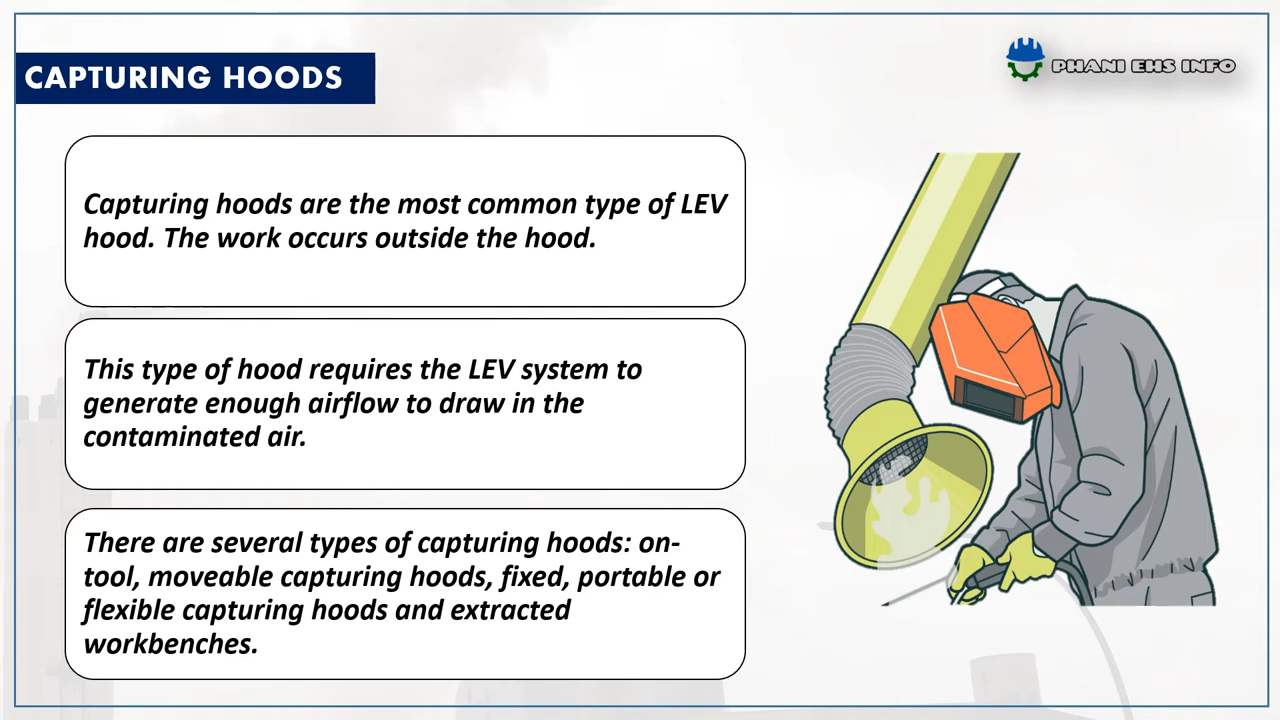 CAPTURING HOODS
PHANI EHS INFO
Capturing hoods are the most common type of LEV
hood. The work occurs outside the hood.
This type of hood requires the LEV system to
generate enough airflow to draw in the
contaminated air.
There are several types of capturing hoods: on-
tool, moveable capturing hoods, fixed, portable or
flexible capturing hoods and extracted
workbenches.